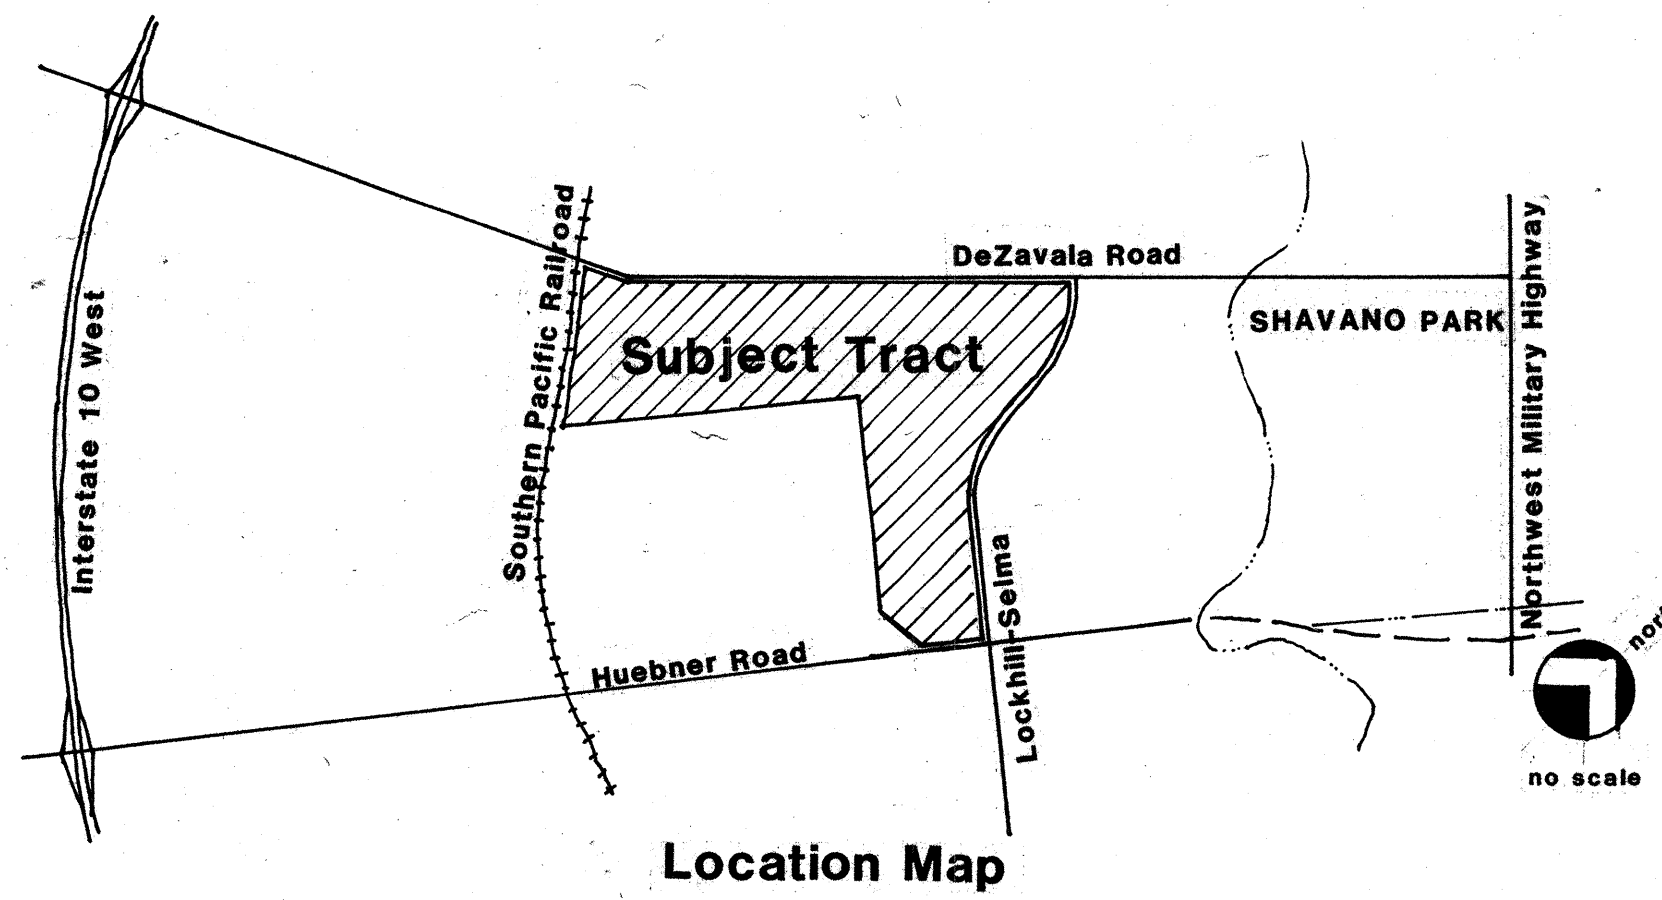 DeZavala Road
SHAVANO PARK
Subject Tract
Southern Pacific Railroad
Interstate 10 West
Northwest Military Highway
Lockhill-Selma
Huebner Road
no scale
Location Map